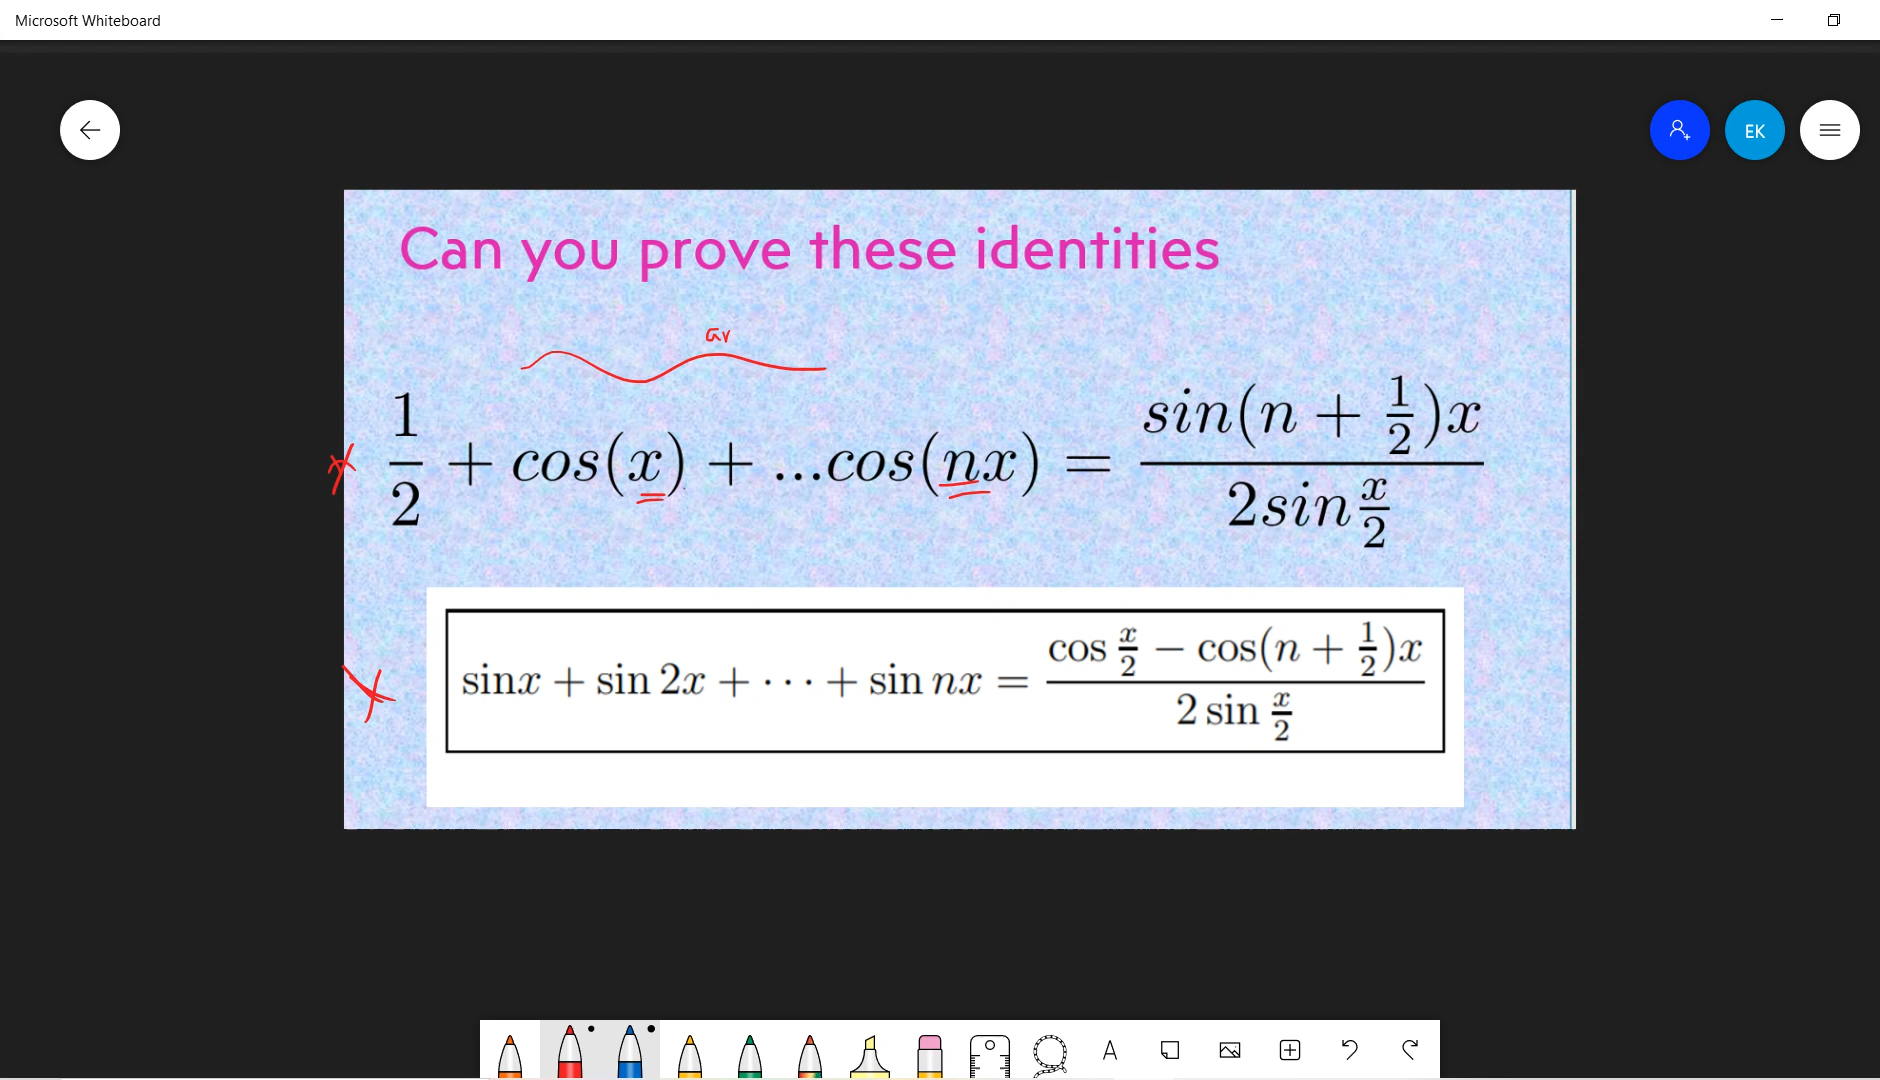 Microsoft Whiteboard
EK
Can you prove these identities
1/2 + cos(x) + ...cos(nx) = sin(n + 1/2)x / 2sin x/2
sinx + sin 2x + ··· + sin nx = cos x/2 − cos(n + 1/2)x / 2 sin x/2
A